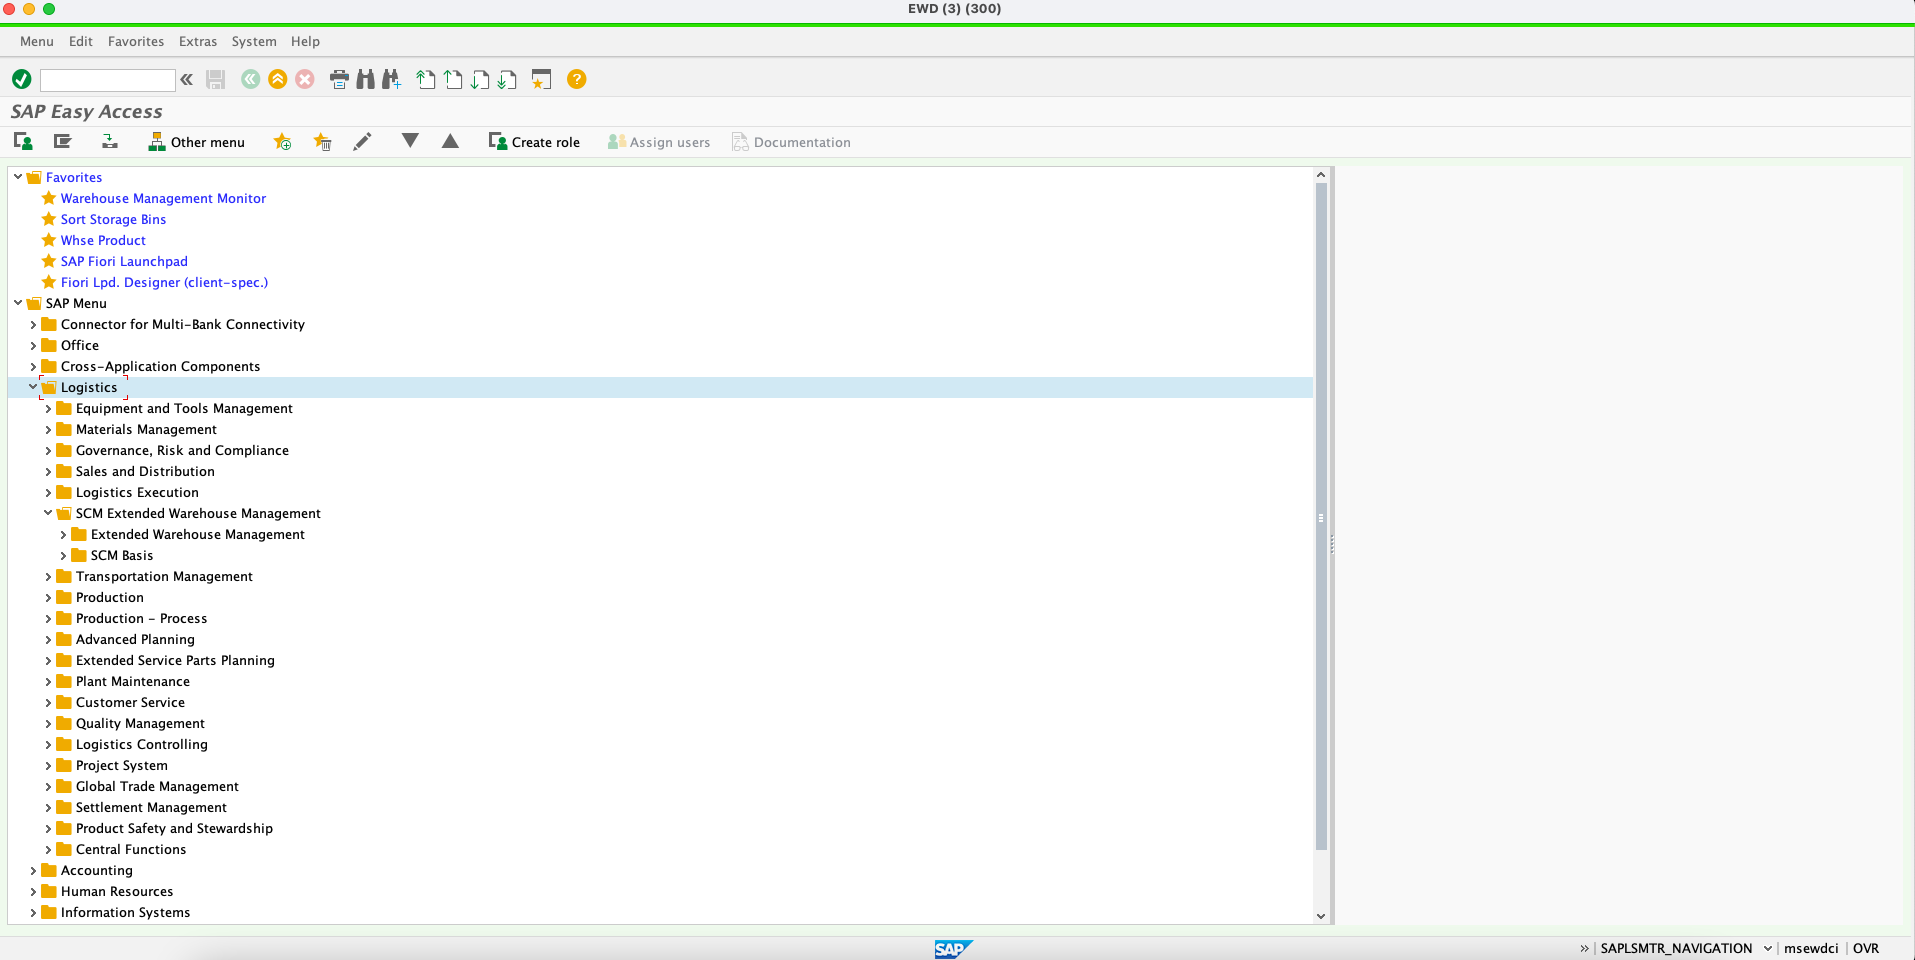 EWD (3) (300)
Menu Edit Favorites Extras System Help
SAP Easy Access
Other menu Create role Assign users Documentation
Favorites
Warehouse Management Monitor
Sort Storage Bins
Whse Product
SAP Fiori Launchpad
Fiori Lpd. Designer (client-spec.)
SAP Menu
Connector for Multi-Bank Connectivity
Office
Cross-Application Components
Logistics
Equipment and Tools Management
Materials Management
Governance, Risk and Compliance
Sales and Distribution
Logistics Execution
SCM Extended Warehouse Management
Extended Warehouse Management
SCM Basis
Transportation Management
Production
Production - Process
Advanced Planning
Extended Service Parts Planning
Plant Maintenance
Customer Service
Quality Management
Logistics Controlling
Project System
Global Trade Management
Settlement Management
Product Safety and Stewardship
Central Functions
Accounting
Human Resources
Information Systems
SAP SAPLSMTR_NAVIGATION msewdci OVR